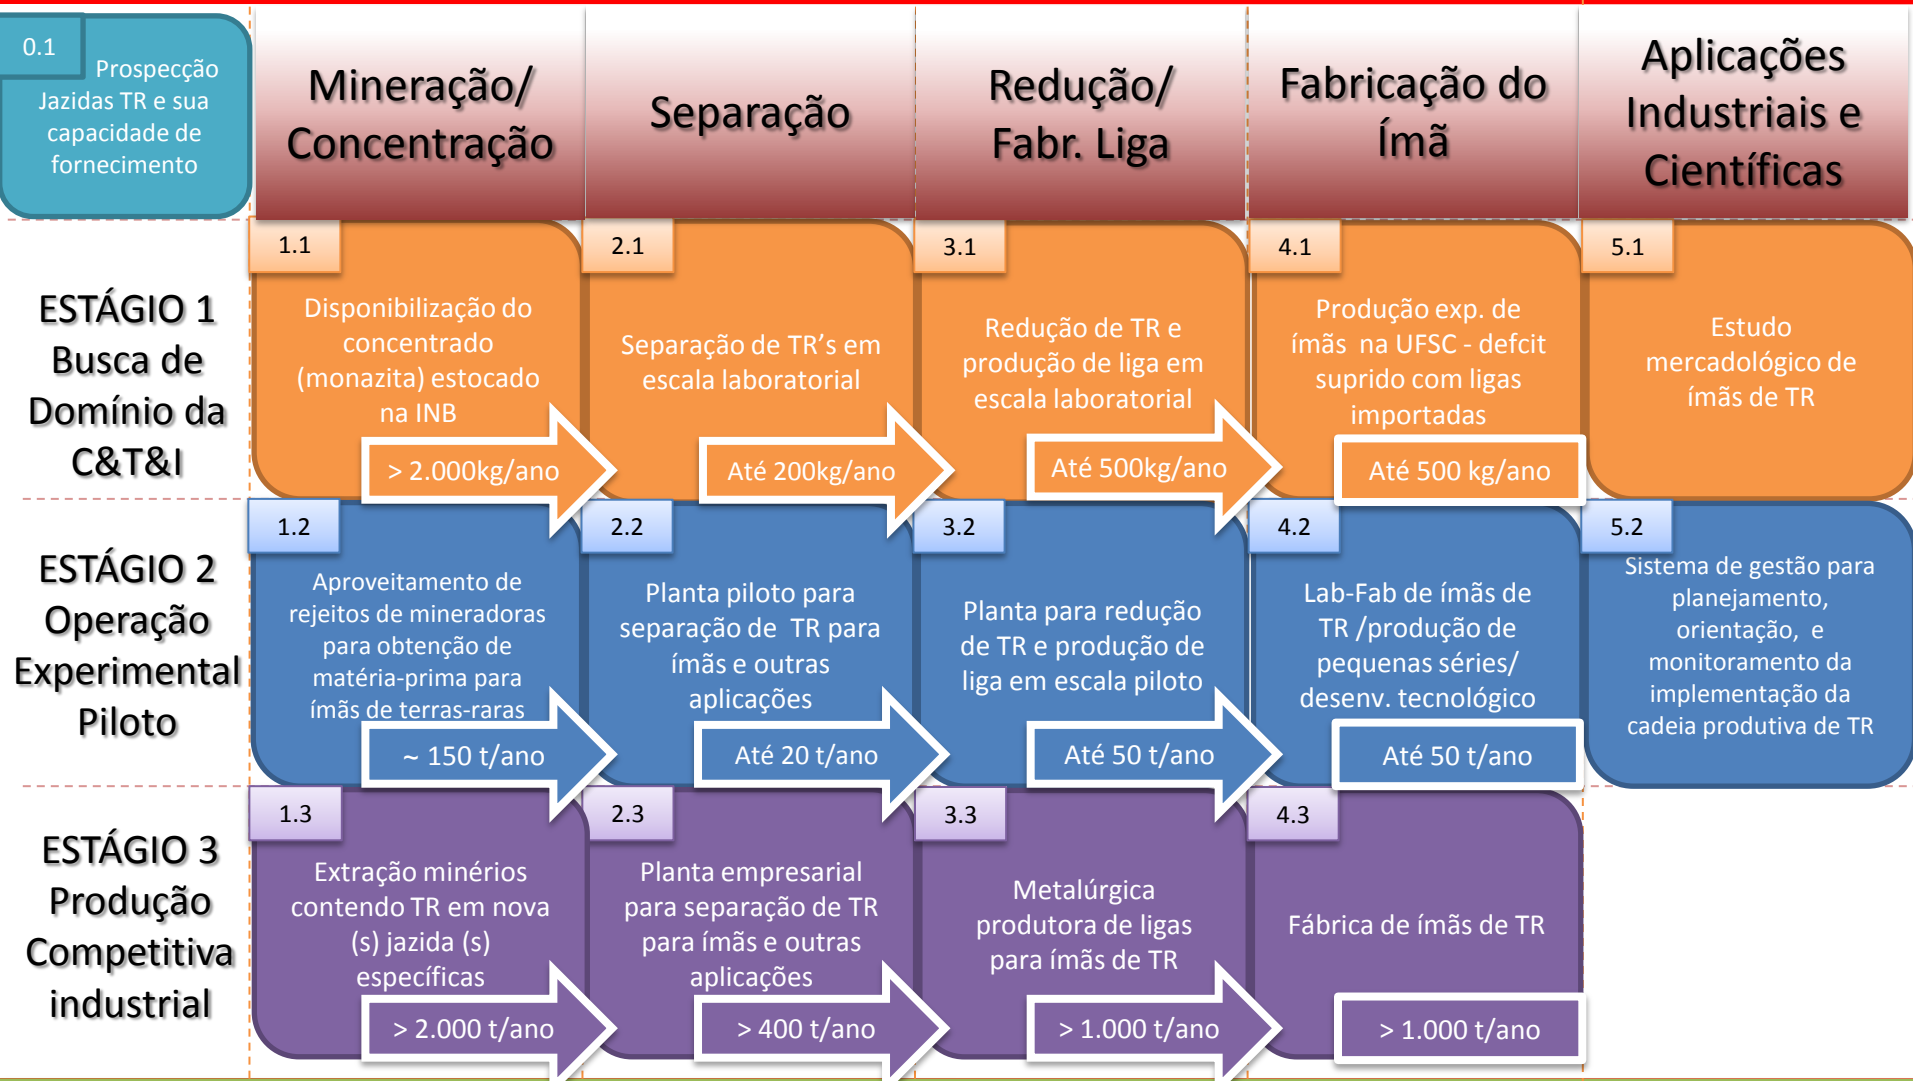 0.1
Prospecção
Jazidas TR e sua
capacidade de
fornecimento
Mineração/
Concentração
Separação
Redução/
Fabr. Liga
Fabricação do
Ímã
Aplicações
Industriais e
Científicas
ESTÁGIO 1
Busca de
Domínio da
C&T&I
1.1
Disponibilização do
concentrado
(monazita) estocado
na INB
> 2.000kg/ano
2.1
Separação de TR's em
escala laboratorial
Até 200kg/ano
3.1
Redução de TR e
produção de liga em
escala laboratorial
Até 500kg/ano
4.1
Produção exp. de
ímãs na UFSC - defcit
suprido com ligas
importadas
Até 500 kg/ano
5.1
Estudo
mercadológico de
ímãs de TR
ESTÁGIO 2
Operação
Experimental
Piloto
1.2
Aproveitamento de
rejeitos de mineradoras
para obtenção de
matéria-prima para
ímãs de terras-raras
~ 150 t/ano
2.2
Planta piloto para
separação de TR para
ímãs e outras
aplicações
Até 20 t/ano
3.2
Planta para redução
de TR e produção de
liga em escala piloto
Até 50 t/ano
4.2
Lab-Fab de ímãs de
TR /produção de
pequenas séries/
desenv. tecnológico
Até 50 t/ano
5.2
Sistema de gestão para
planejamento,
orientação, e
monitoramento da
implementação da
cadeia produtiva de TR
ESTÁGIO 3
Produção
Competitiva
industrial
1.3
Extração minérios
contendo TR em nova
(s) jazida (s)
específicas
> 2.000 t/ano
2.3
Planta empresarial
para separação de TR
para ímãs e outras
aplicações
> 400 t/ano
3.3
Metalúrgica
produtora de ligas
para ímãs de TR
> 1.000 t/ano
4.3
Fábrica de ímãs de TR
> 1.000 t/ano